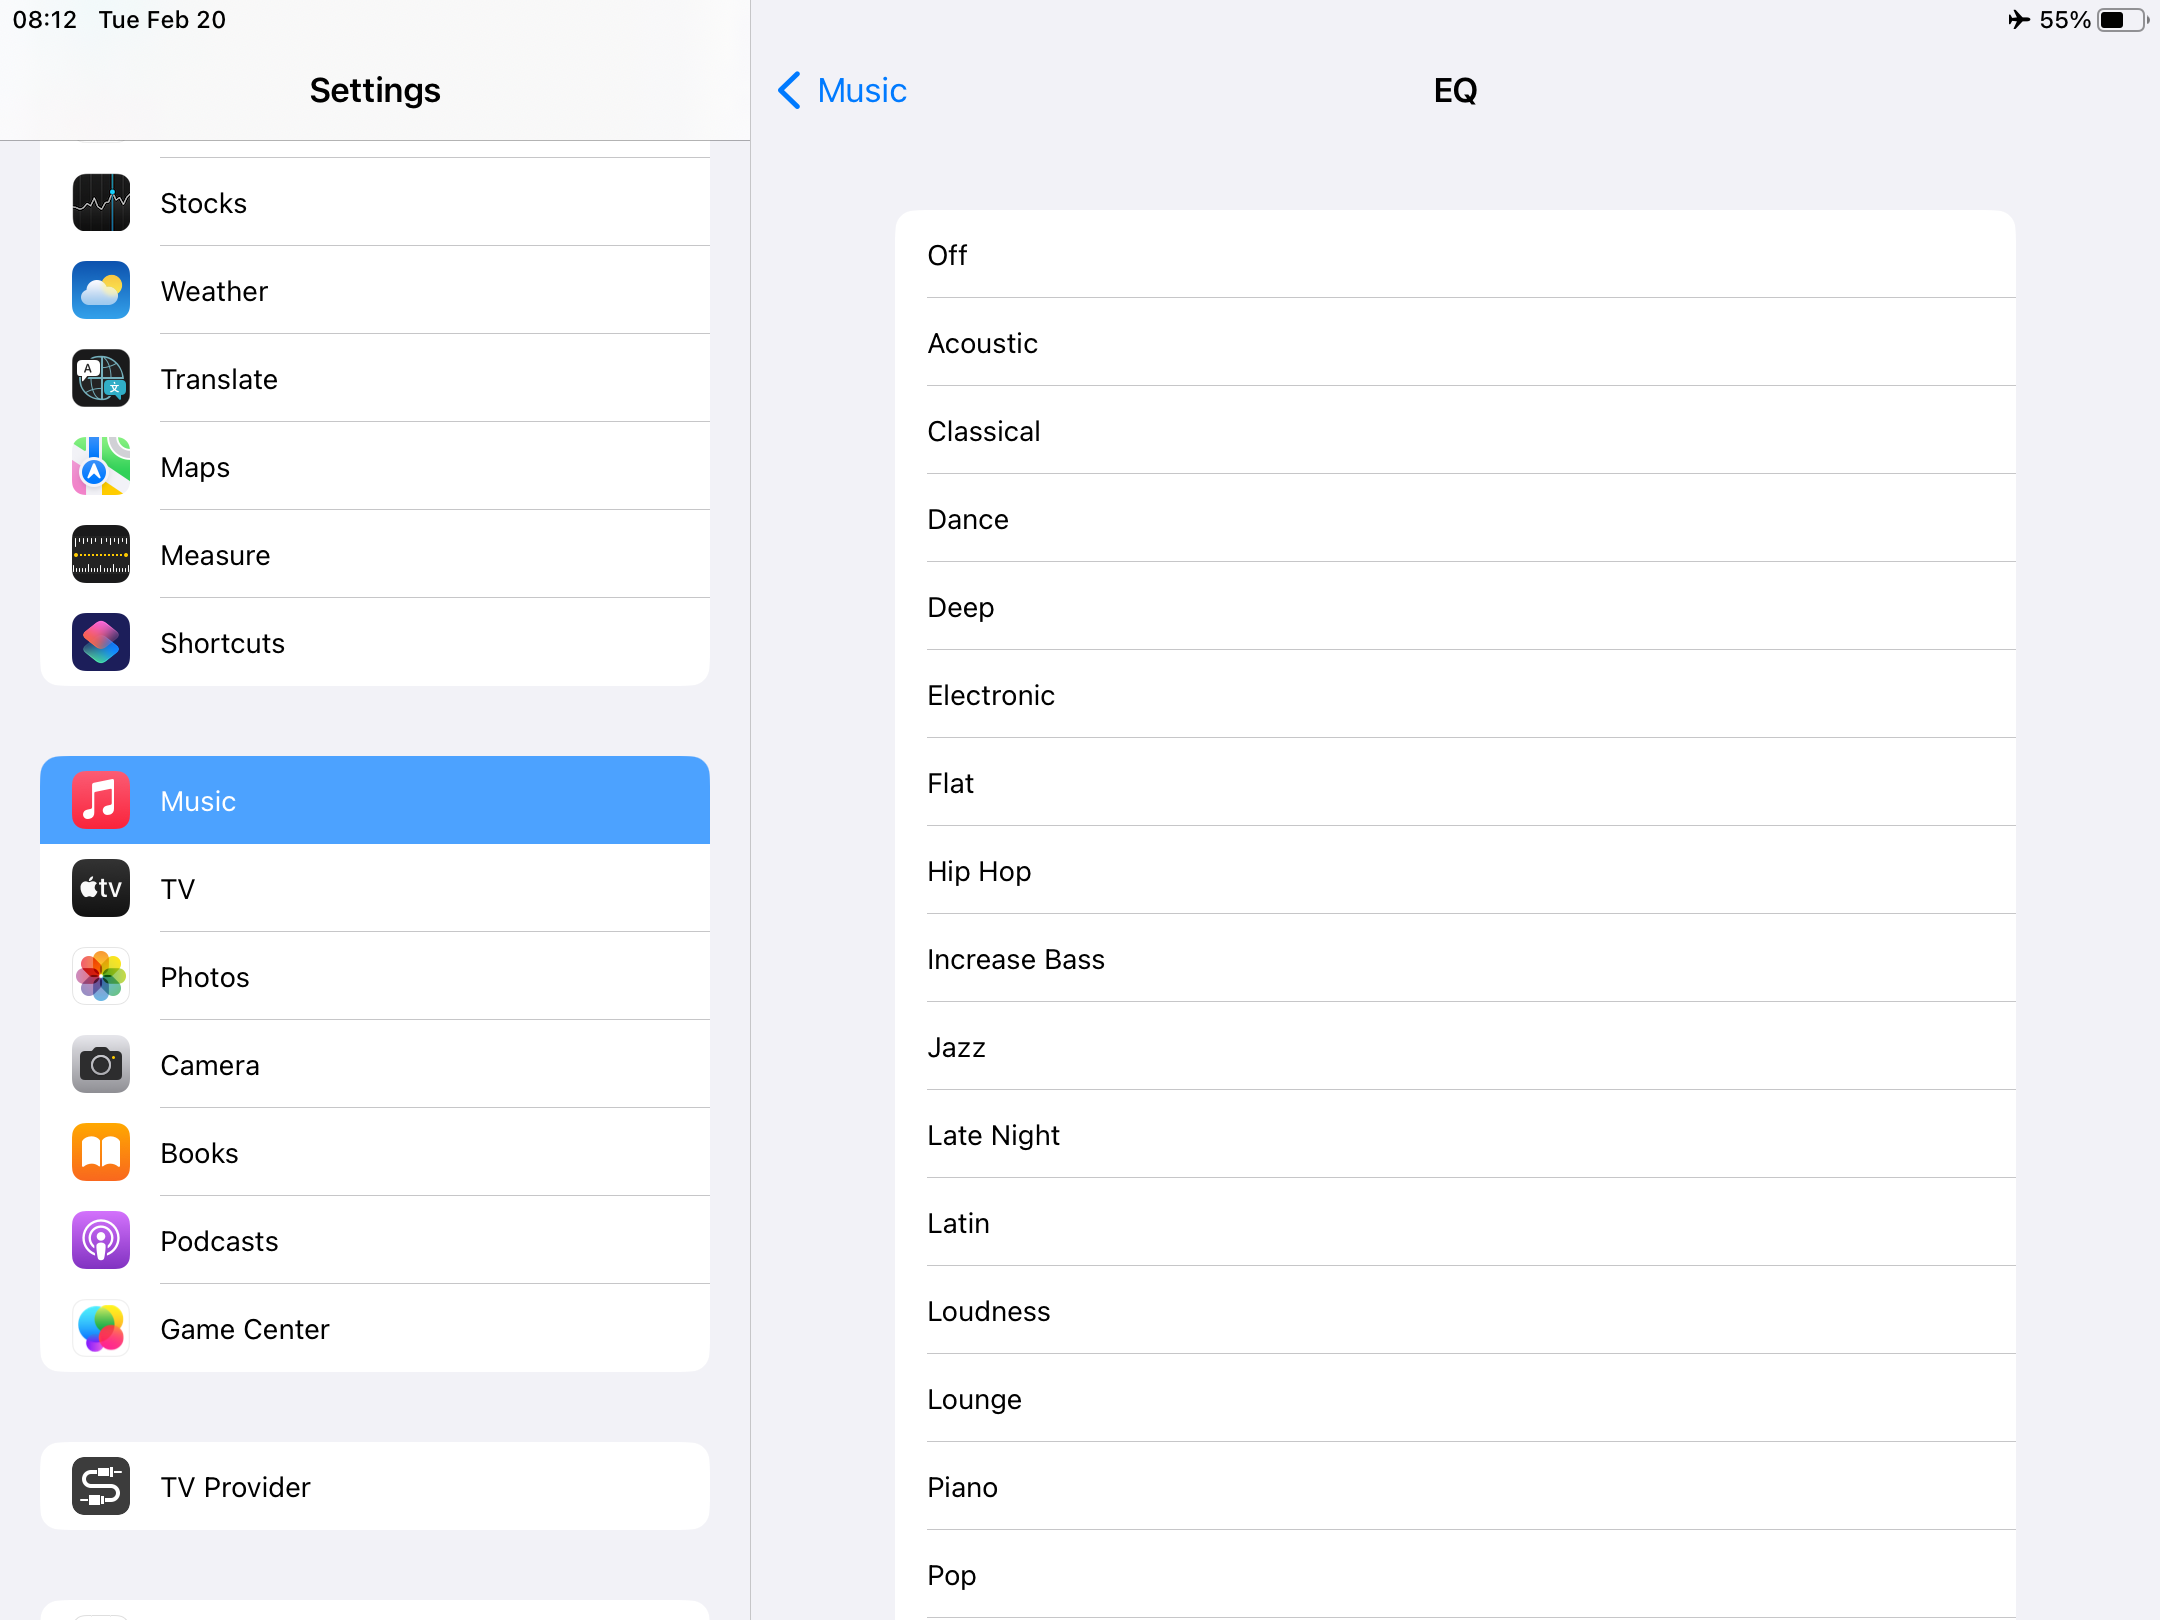 08:12 Tue Feb 20
55%
Settings
Stocks
Weather
A
文
Translate
Maps
Measure
Shortcuts
Music
tv
TV
Photos
Camera
Books
Podcasts
Game Center
TV Provider
Music
EQ
Off
Acoustic
Classical
Dance
Deep
Electronic
Flat
Hip Hop
Increase Bass
Jazz
Late Night
Latin
Loudness
Lounge
Piano
Pop